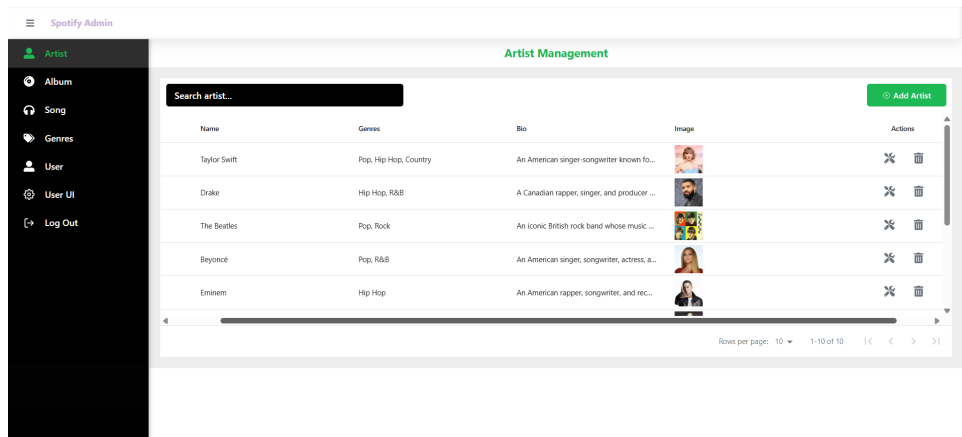 Spotify Admin
Artist
Album
Song
Genres
User
User UI
Log Out
Artist Management
Search artist...
Add Artist
Name Genres Bio Image Actions
Taylor Swift Pop, Hip Hop, Country An American singer-songwriter known fo...
Drake Hip Hop, R&B A Canadian rapper, singer, and producer ...
The Beatles Pop, Rock An iconic British rock band whose music ...
Beyoncé Pop, R&B An American singer, songwriter, actress, a...
Eminem Hip Hop An American rapper, songwriter, and rec...
Rows per page: 10 1-10 of 10